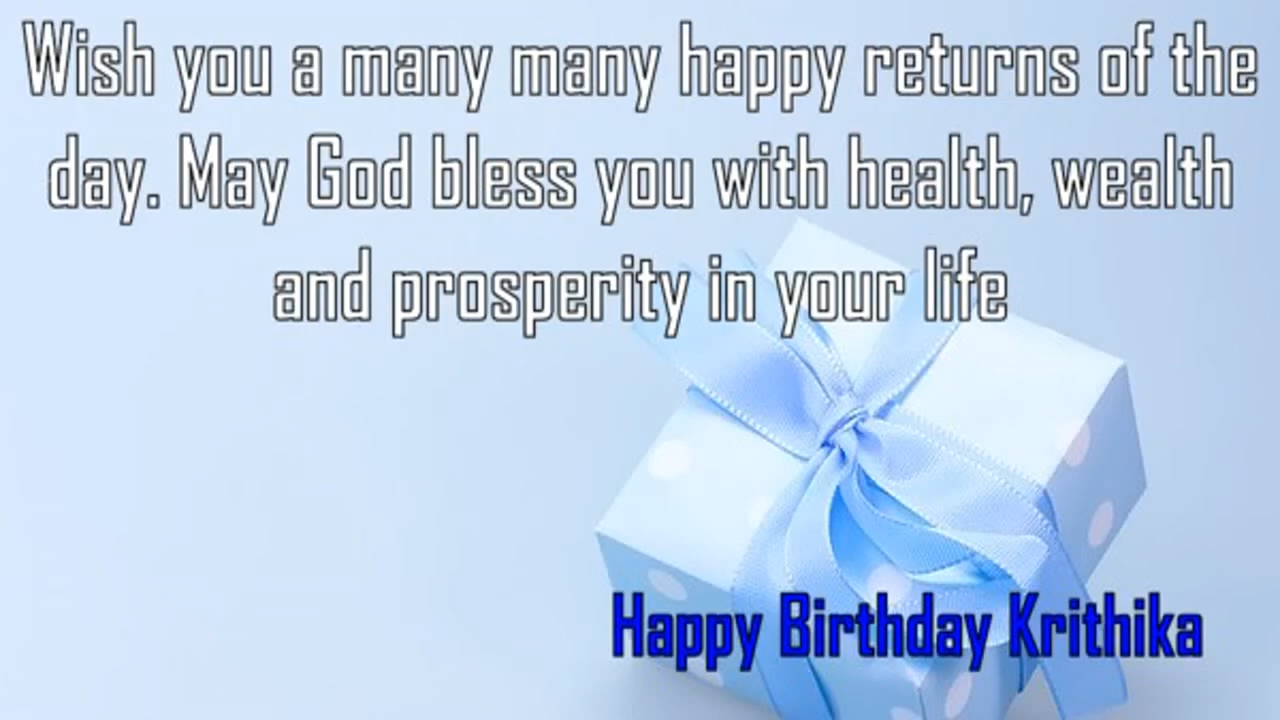 Wish you a many many happy returns of the
day. May God bless you with health, wealth
and prosperity in your life
Happy Birthday Krithika